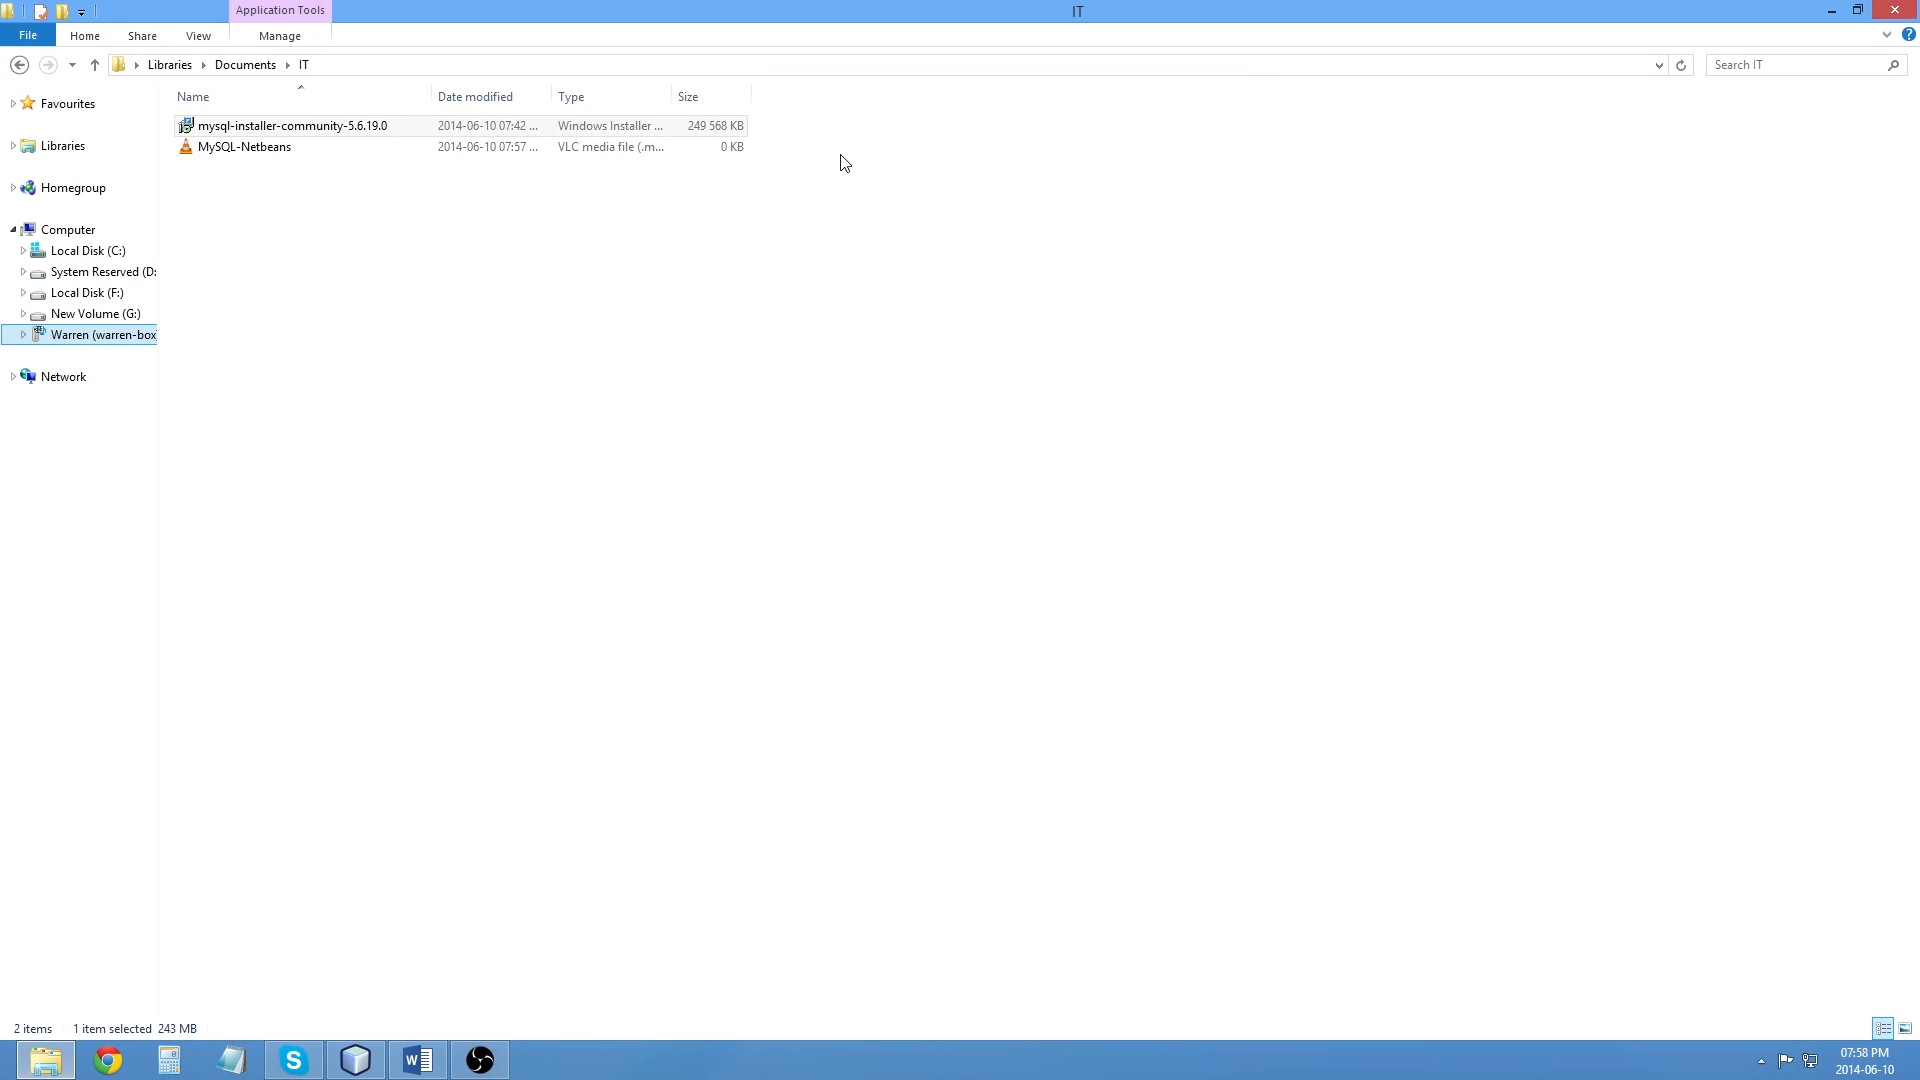 Application Tools
IT
File Home Share View Manage
Libraries Documents IT
Search IT
Name Date modified Type Size
mysql-installer-community-5.6.19.0 2014-06-10 07:42 ... Windows Installer ... 249 568 KB
MySQL-Netbeans 2014-06-10 07:57 ... VLC media file (.m... 0 KB
Favourites
Libraries
Homegroup
Computer
Local Disk (C:)
System Reserved (D:
Local Disk (F:)
New Volume (G:)
Warren (warren-box
Network
2 items 1 item selected 243 MB
07:58 PM
2014-06-10